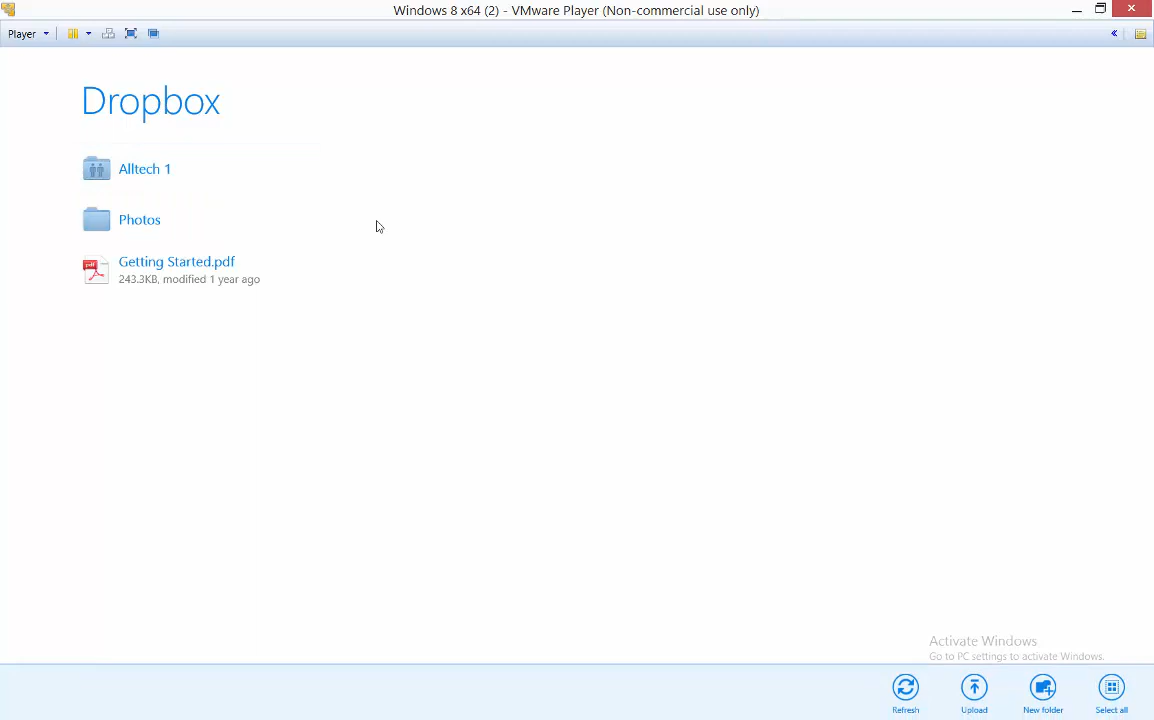 Windows 8 x64 (2) - VMware Player (Non-commercial use only)
Player
Dropbox
Alltech 1
Photos
Getting Started.pdf
243.3KB, modified 1 year ago
Activate Windows
Go to PC settings to activate Windows.
Refresh
Upload
New folder
Select all